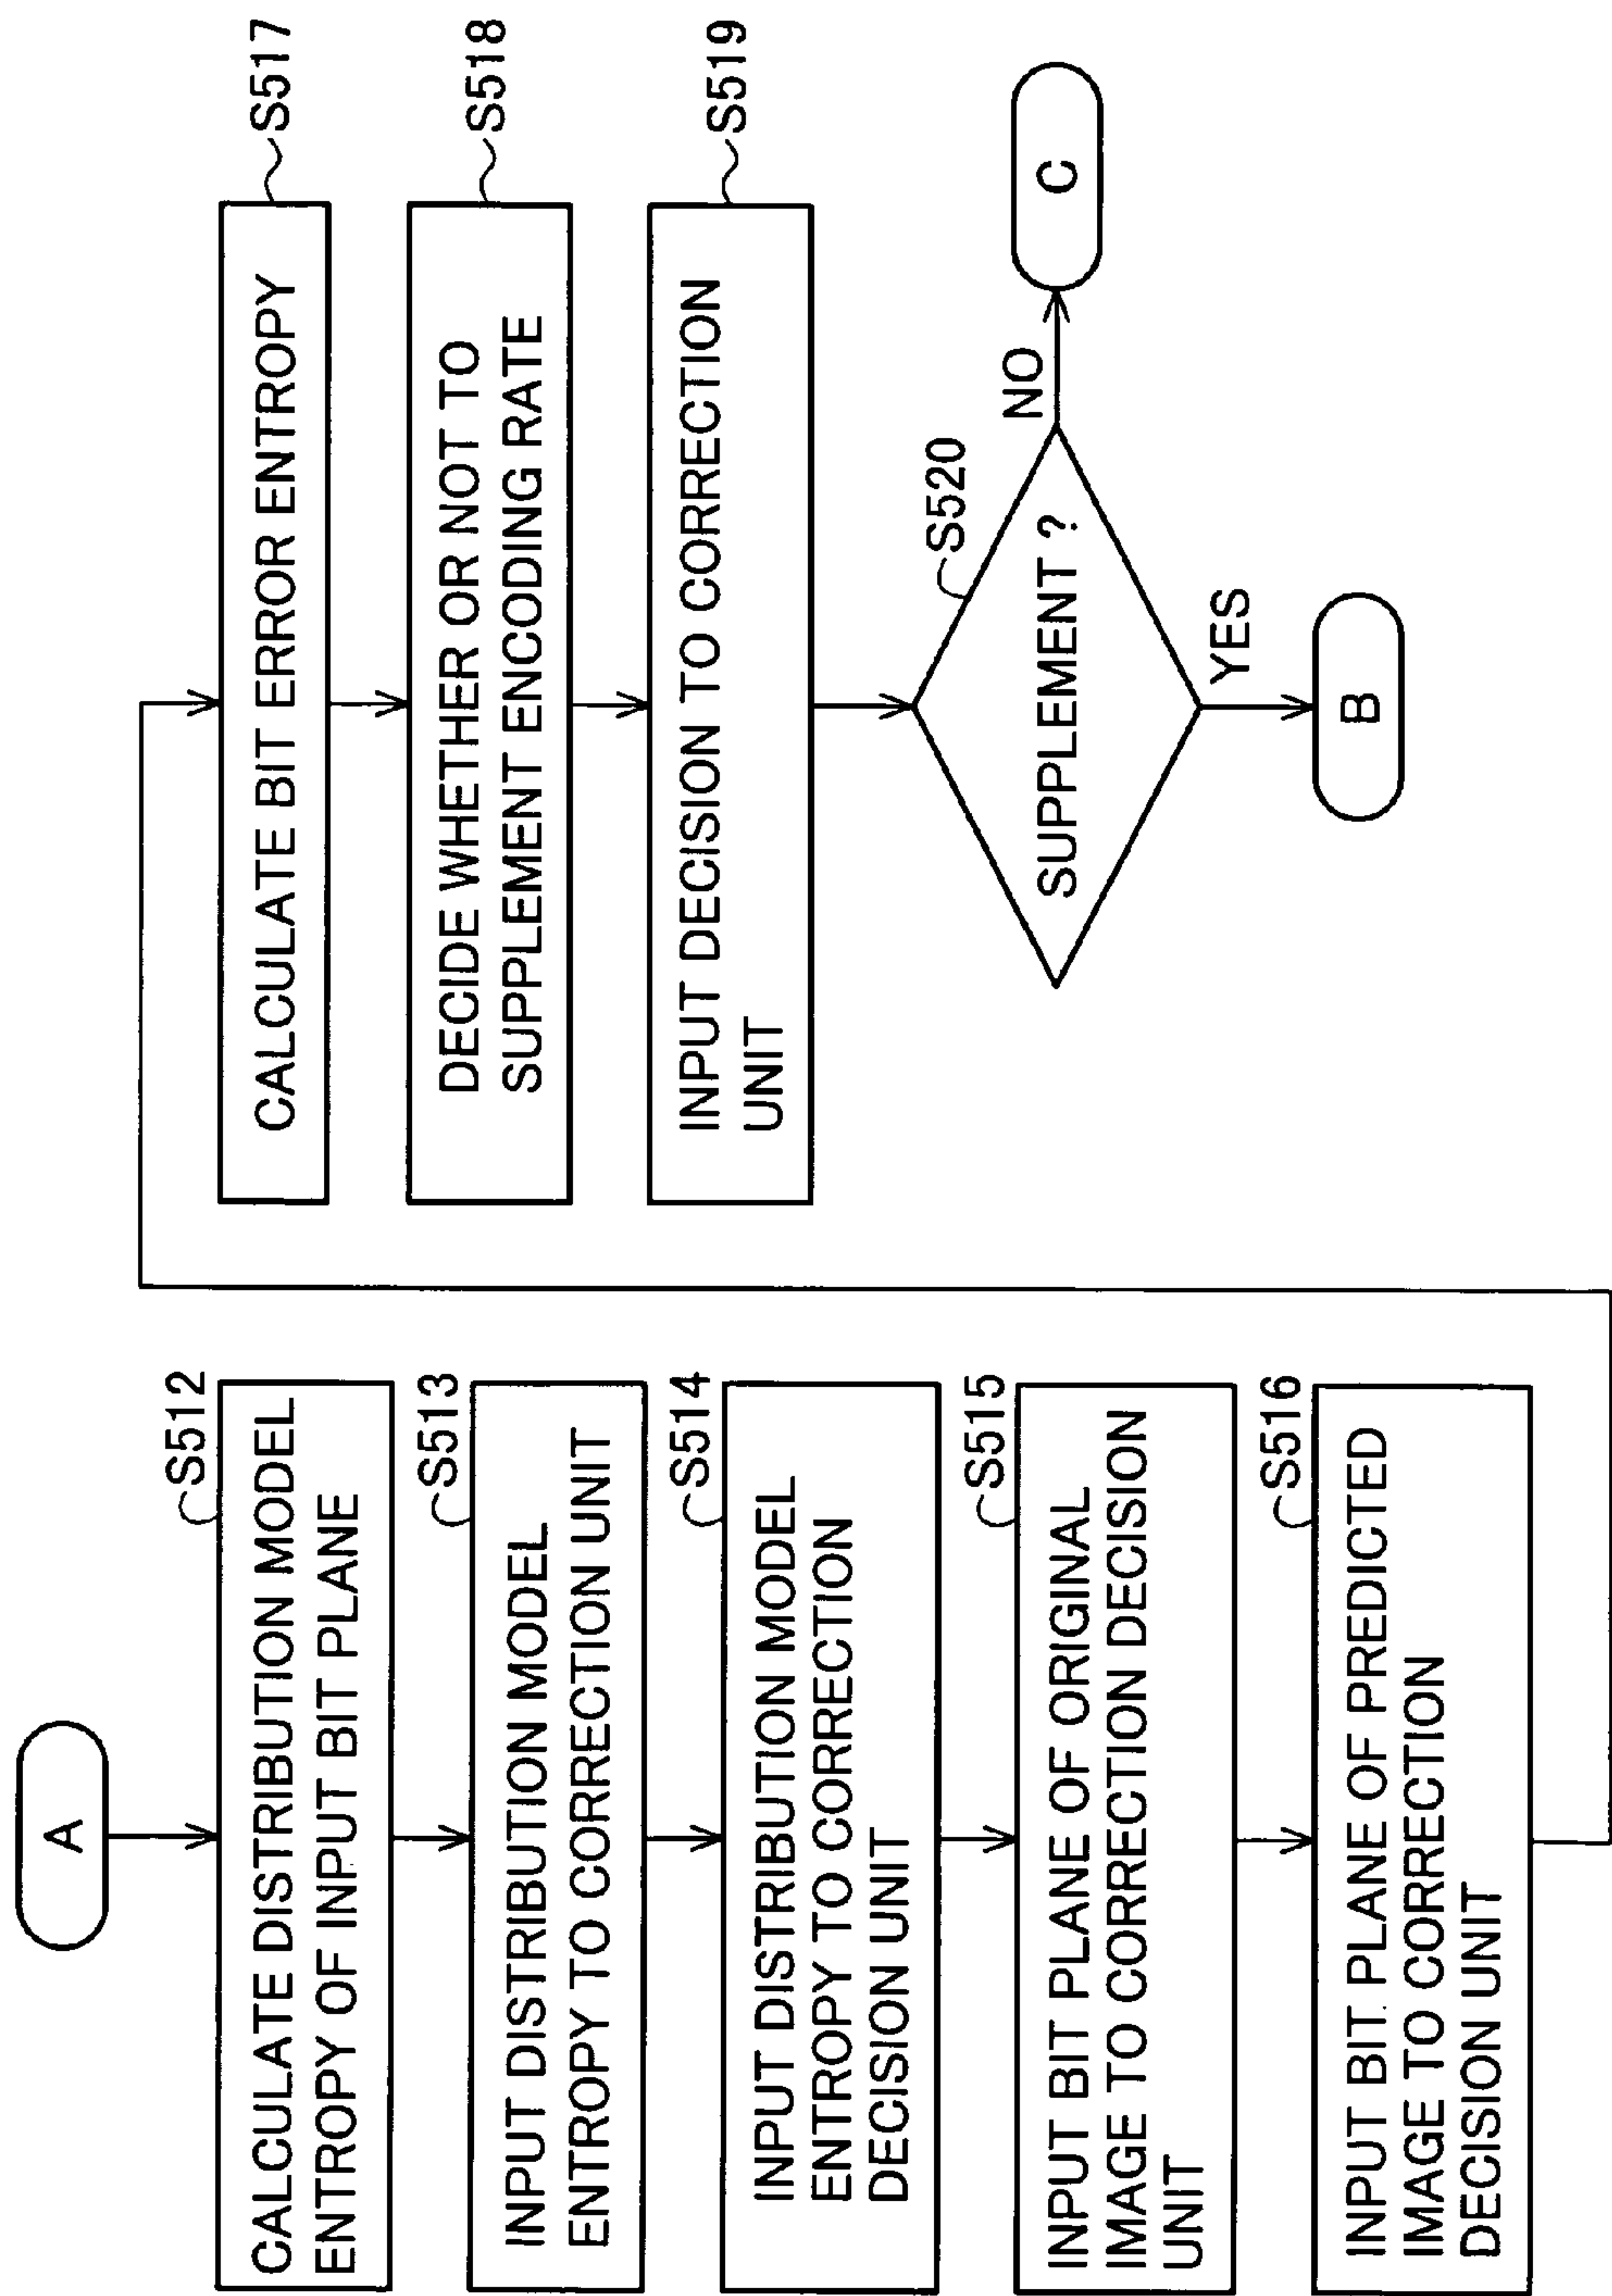 A
S512
CALCULATE DISTRIBUTION MODEL
ENTROPY OF INPUT BIT PLANE
S513
INPUT DISTRIBUTION MODEL
ENTROPY TO CORRECTION UNIT
S514
INPUT DISTRIBUTION MODEL
ENTROPY TO CORRECTION
DECISION UNIT
S515
INPUT BIT PLANE OF ORIGINAL
IMAGE TO CORRECTION DECISION
UNIT
S516
INPUT BIT PLANE OF PREDICTED
IMAGE TO CORRECTION
DECISION UNIT
S517
CALCULATE BIT ERROR ENTROPY
S518
DECIDE WHETHER OR NOT TO
SUPPLEMENT ENCODING RATE
S519
INPUT DECISION TO CORRECTION
UNIT
S520
SUPPLEMENT ?
NO
C
YES
B